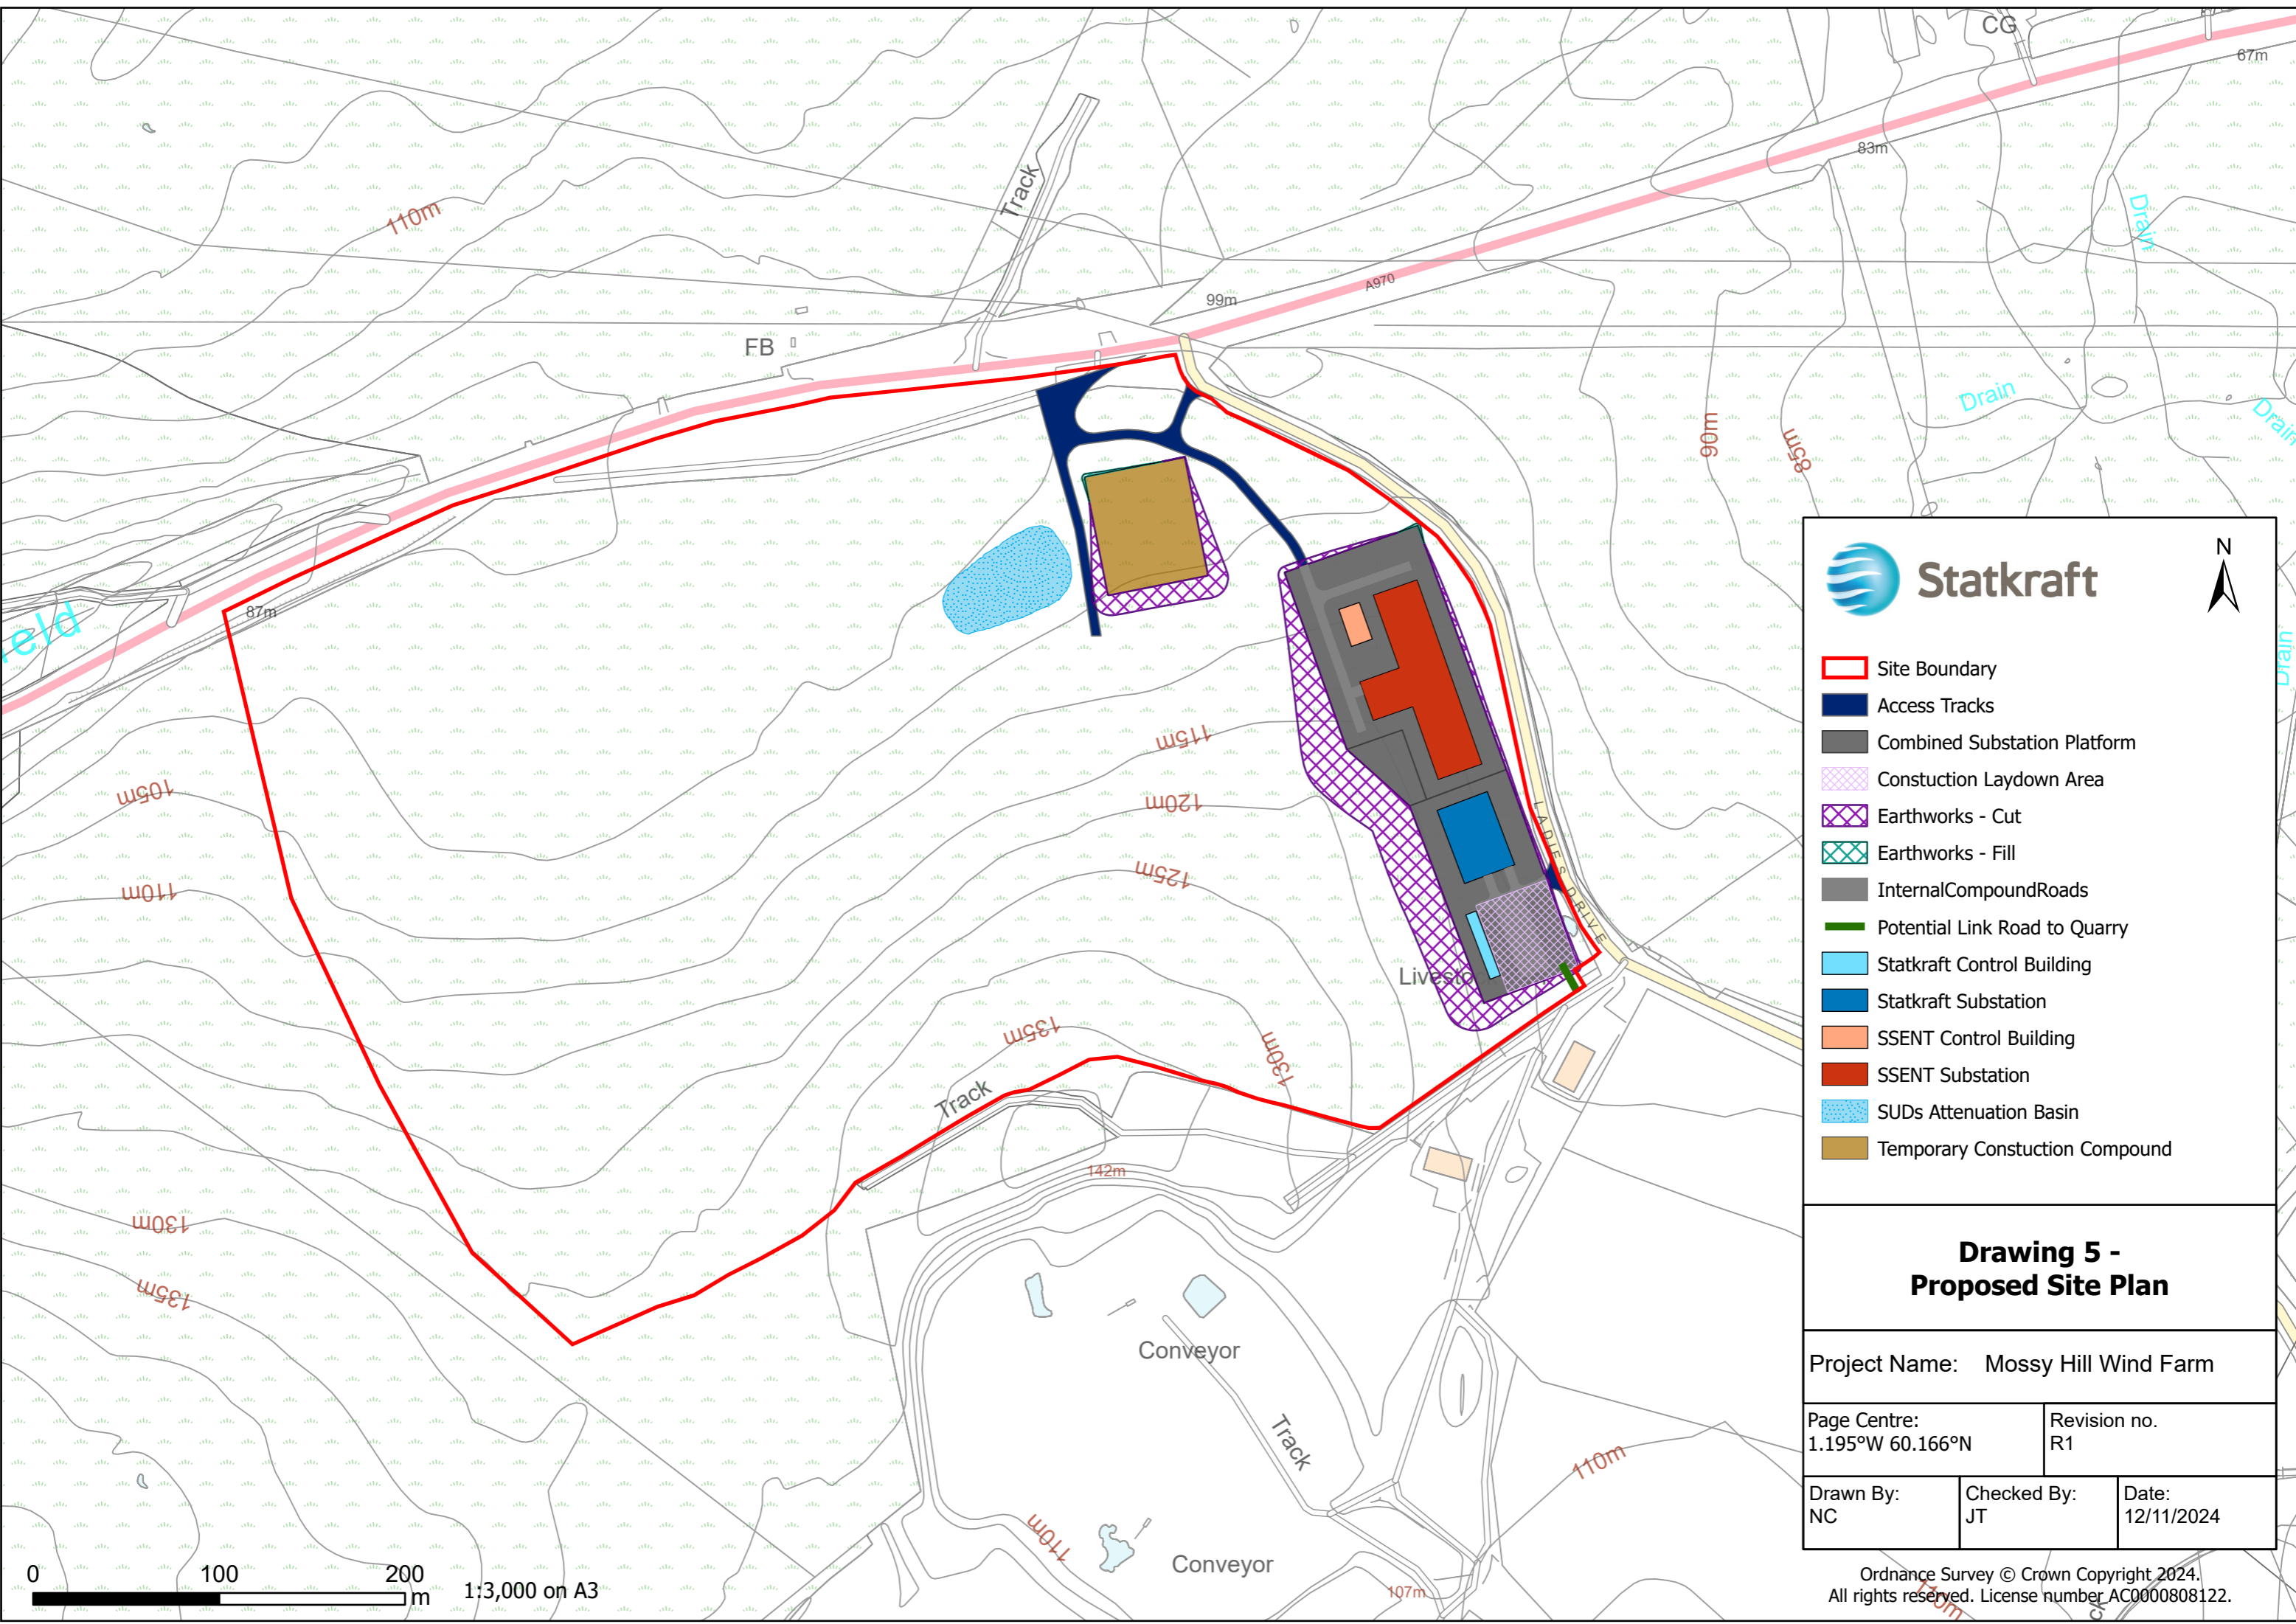 CG
67m
83m
Track
110m
Drain
A970
99m
FB
Drain
Drain
90m
85m
87m
eld
Drain
115m
105m
120m
125m
110m
LADIES DRIVE
Livesto
135m
130m
Track
142m
130m
135m
Conveyor
Track
110m
110m
Conveyor
107m
110m
Statkraft
N
Site Boundary
Access Tracks
Combined Substation Platform
Constuction Laydown Area
Earthworks - Cut
Earthworks - Fill
InternalCompoundRoads
Potential Link Road to Quarry
Statkraft Control Building
Statkraft Substation
SSENT Control Building
SSENT Substation
SUDs Attenuation Basin
Temporary Constuction Compound
Drawing 5 -
Proposed Site Plan
Project Name: Mossy Hill Wind Farm
Page Centre:
1.195°W 60.166°N
Revision no.
R1
Drawn By:
NC
Checked By:
JT
Date:
12/11/2024
0 100 200
m
1:3,000 on A3
Ordnance Survey © Crown Copyright 2024.
All rights reserved. License number AC0000808122.